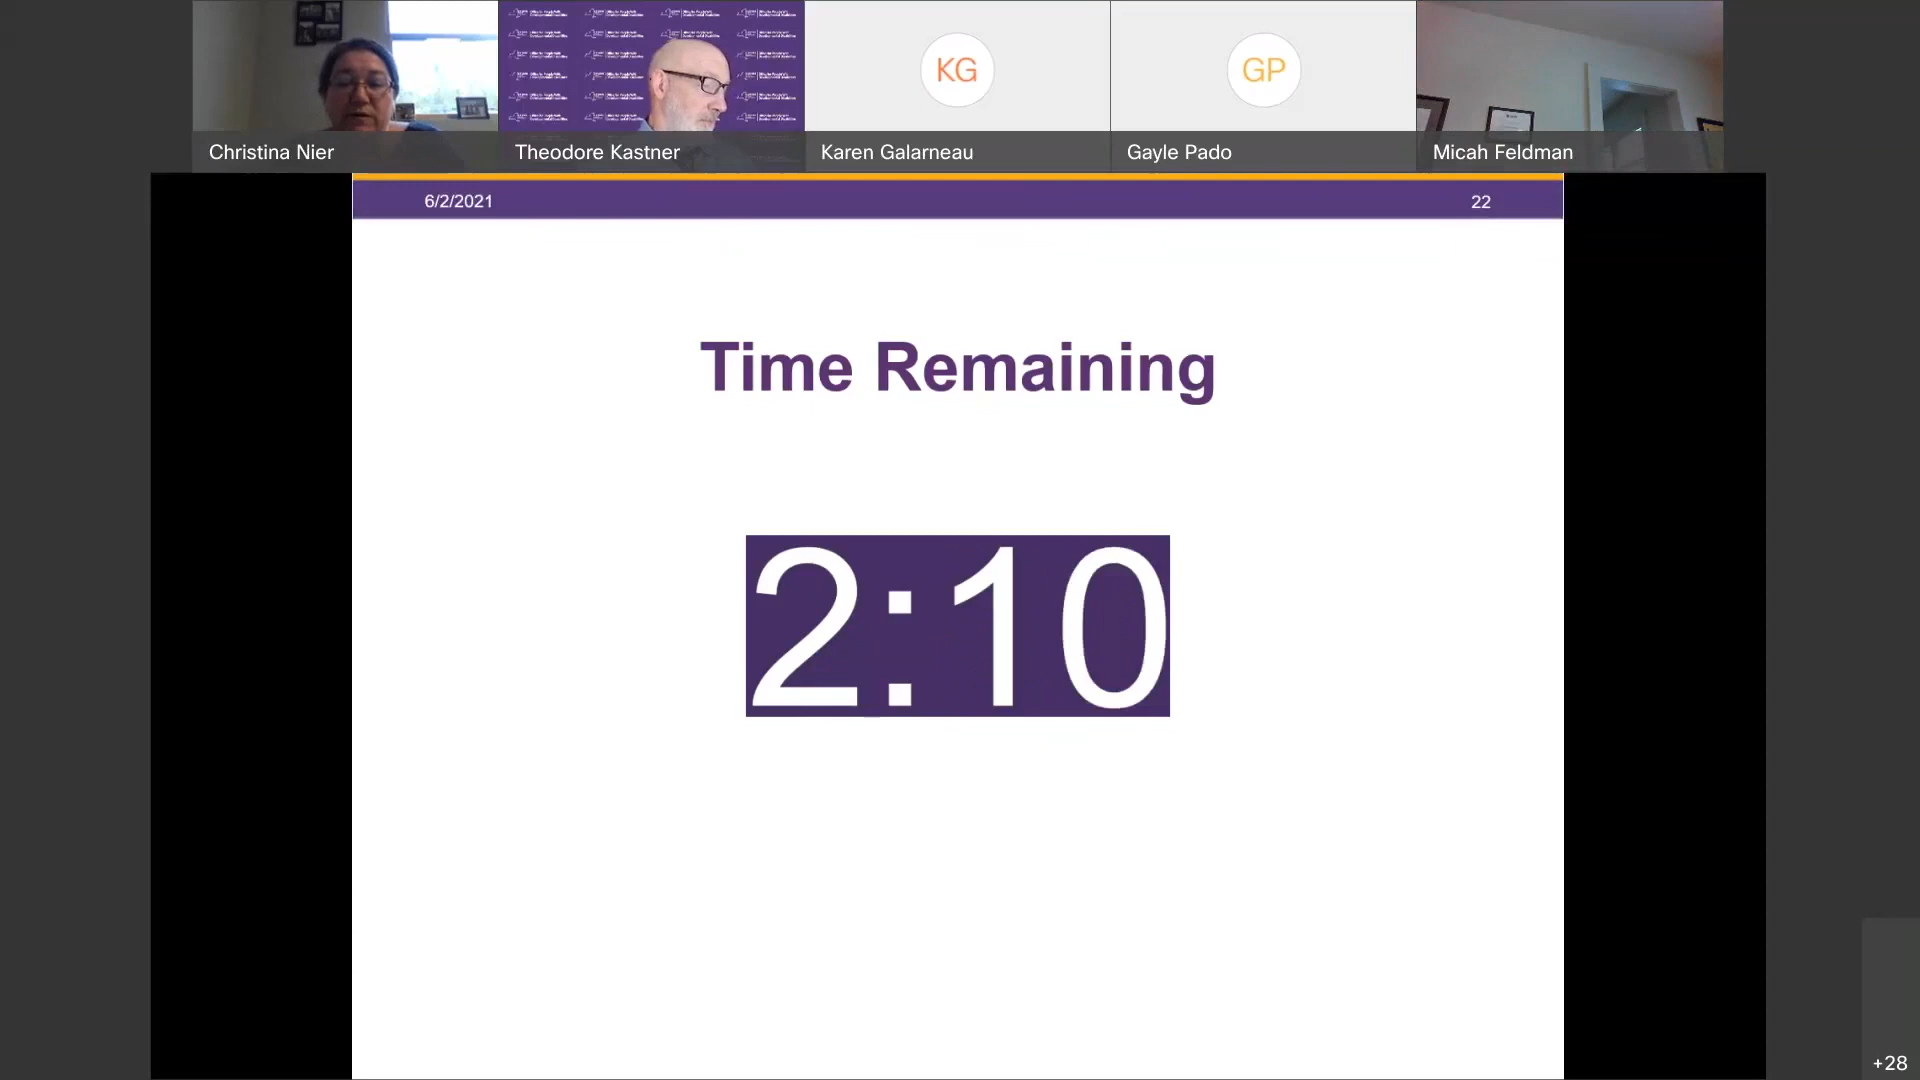 Christina Nier
Theodore Kastner
KG
Karen Galarneau
GP
Gayle Pado
Micah Feldman
6/2/2021
22
Time Remaining
2:10
+28